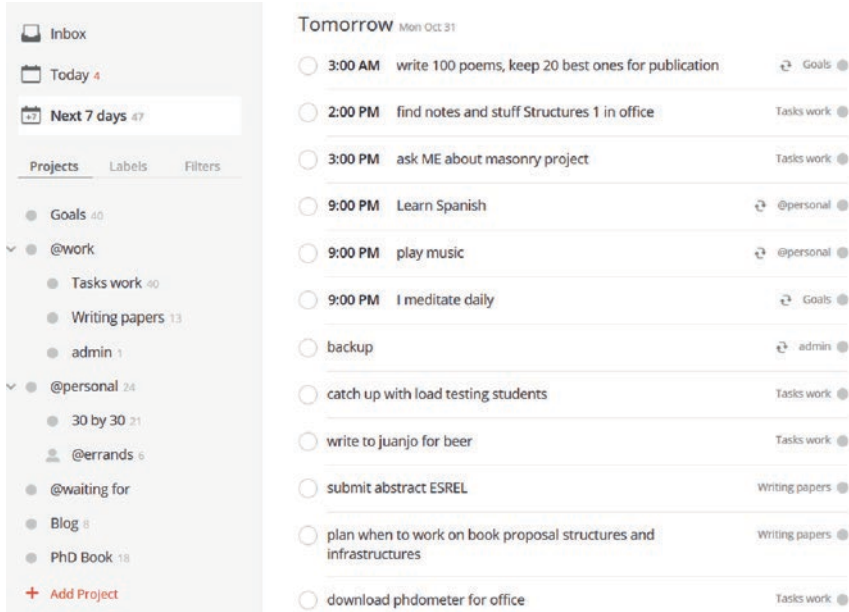 Inbox
Today 4
Next 7 days 47
Projects Labels Filters
Goals 40
@work
Tasks work 40
Writing papers 13
admin 1
@personal 24
30 by 30 21
@errands 6
@waiting for
Blog 8
PhD Book 18
+ Add Project
Tomorrow Mon Oct 31
3:00 AM write 100 poems, keep 20 best ones for publication Goals
2:00 PM find notes and stuff Structures 1 in office Tasks work
3:00 PM ask ME about masonry project Tasks work
9:00 PM Learn Spanish @personal
9:00 PM play music @personal
9:00 PM I meditate daily Goals
backup admin
catch up with load testing students Tasks work
write to juanjo for beer Tasks work
submit abstract ESREL Writing papers
plan when to work on book proposal structures and Writing papers
infrastructures
download phdometer for office Tasks work